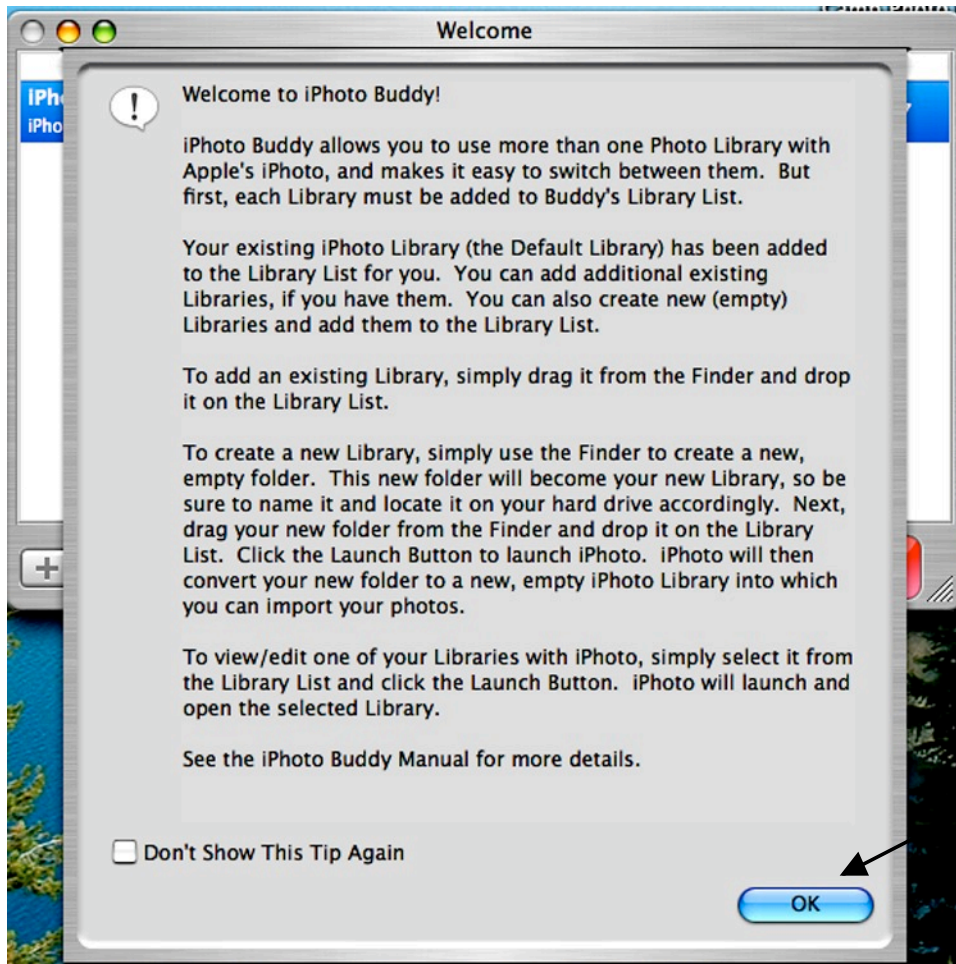 Welcome
iPho
iPho
Welcome to iPhoto Buddy!
iPhoto Buddy allows you to use more than one Photo Library with
Apple's iPhoto, and makes it easy to switch between them.  But
first, each Library must be added to Buddy's Library List.
Your existing iPhoto Library (the Default Library) has been added
to the Library List for you.  You can add additional existing
Libraries, if you have them.  You can also create new (empty)
Libraries and add them to the Library List.
To add an existing Library, simply drag it from the Finder and drop
it on the Library List.
To create a new Library, simply use the Finder to create a new,
empty folder.  This new folder will become your new Library, so be
sure to name it and locate it on your hard drive accordingly.  Next,
drag your new folder from the Finder and drop it on the Library
List.  Click the Launch Button to launch iPhoto.  iPhoto will then
convert your new folder to a new, empty iPhoto Library into which
you can import your photos.
To view/edit one of your Libraries with iPhoto, simply select it from
the Library List and click the Launch Button.  iPhoto will launch and
open the selected Library.
See the iPhoto Buddy Manual for more details.
Don't Show This Tip Again
OK